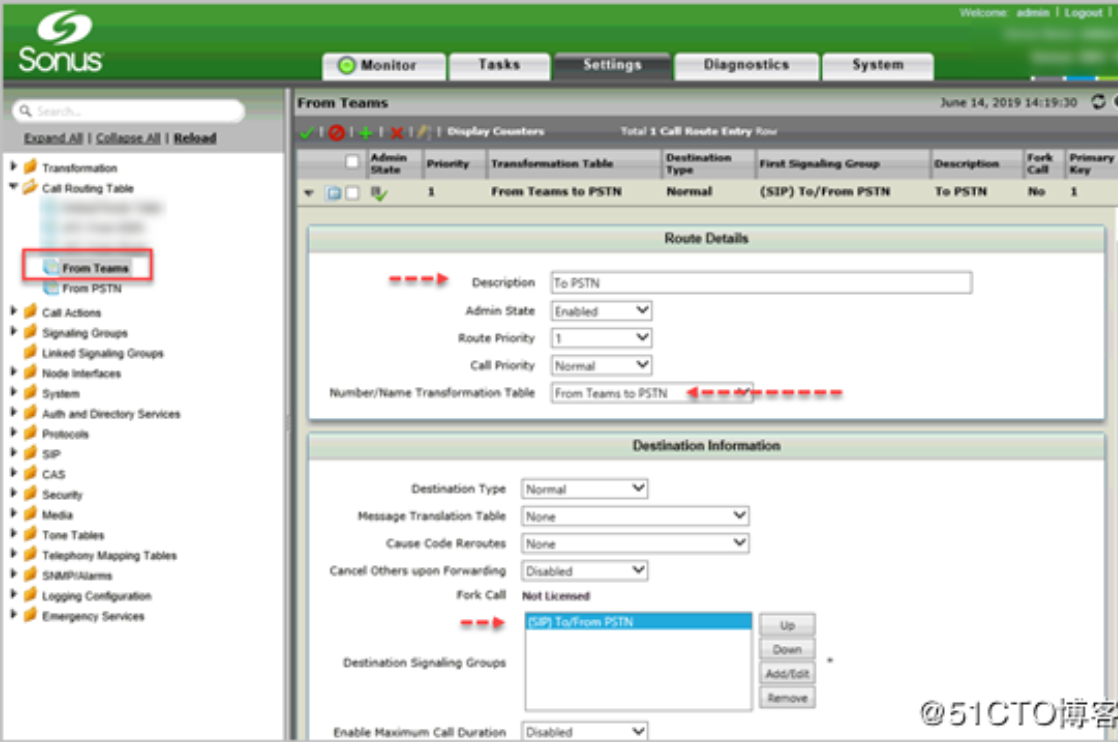 Welcome: admin | Logout |
Sonus
Monitor
Tasks
Settings
Diagnostics
System
Search...
Expand All | Collapse All | Reload
Transformation
Call Routing Table
From Teams
From PSTN
Call Actions
Signaling Groups
Linked Signaling Groups
Node Interfaces
System
Auth and Directory Services
Protocols
SIP
CAS
Security
Media
Tone Tables
Telephony Mapping Tables
SNMP/Alarms
Logging Configuration
Emergency Services
From Teams
June 14, 2019 14:19:30
Display Counters
Total 1 Call Route Entry Row
Admin State
Priority
Transformation Table
Destination Type
First Signaling Group
Description
Fork Call
Primary Key
1
From Teams to PSTN
Normal
(SIP) To/From PSTN
To PSTN
No
1
Route Details
Description To PSTN
Admin State Enabled
Route Priority 1
Call Priority Normal
Number/Name Transformation Table From Teams to PSTN
Destination Information
Destination Type Normal
Message Translation Table None
Cause Code Reroutes None
Cancel Others upon Forwarding Disabled
Fork Call Not Licensed
Destination Signaling Groups
(SIP) To/From PSTN
Up
Down
Add/Edit
Remove
*
Enable Maximum Call Duration Disabled
@51CTO博客